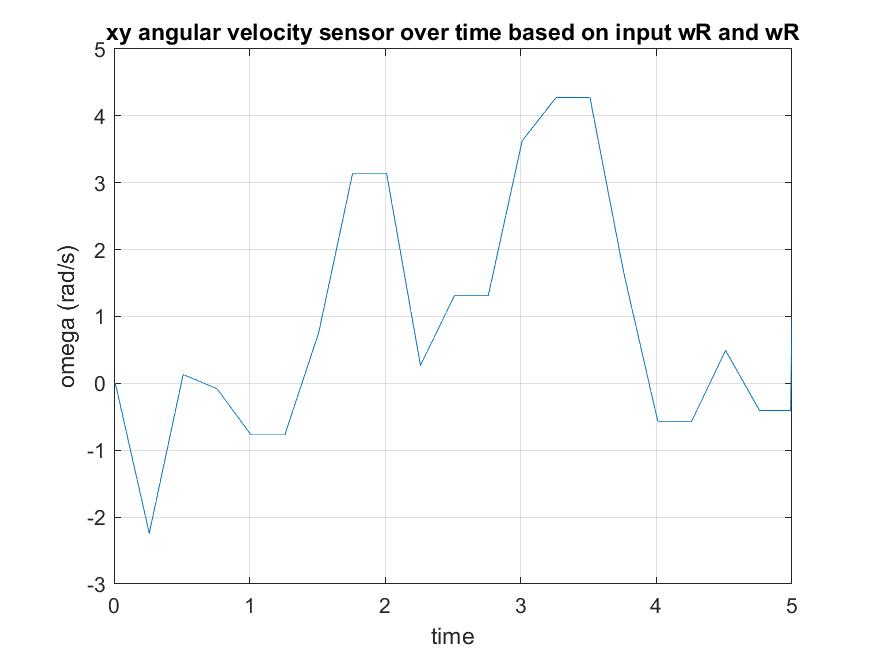 xy angular velocity sensor over time based on input wR and wR
5
4
3
2
1
0
-1
-2
-3
omega (rad/s)
0 1 2 3 4 5
time